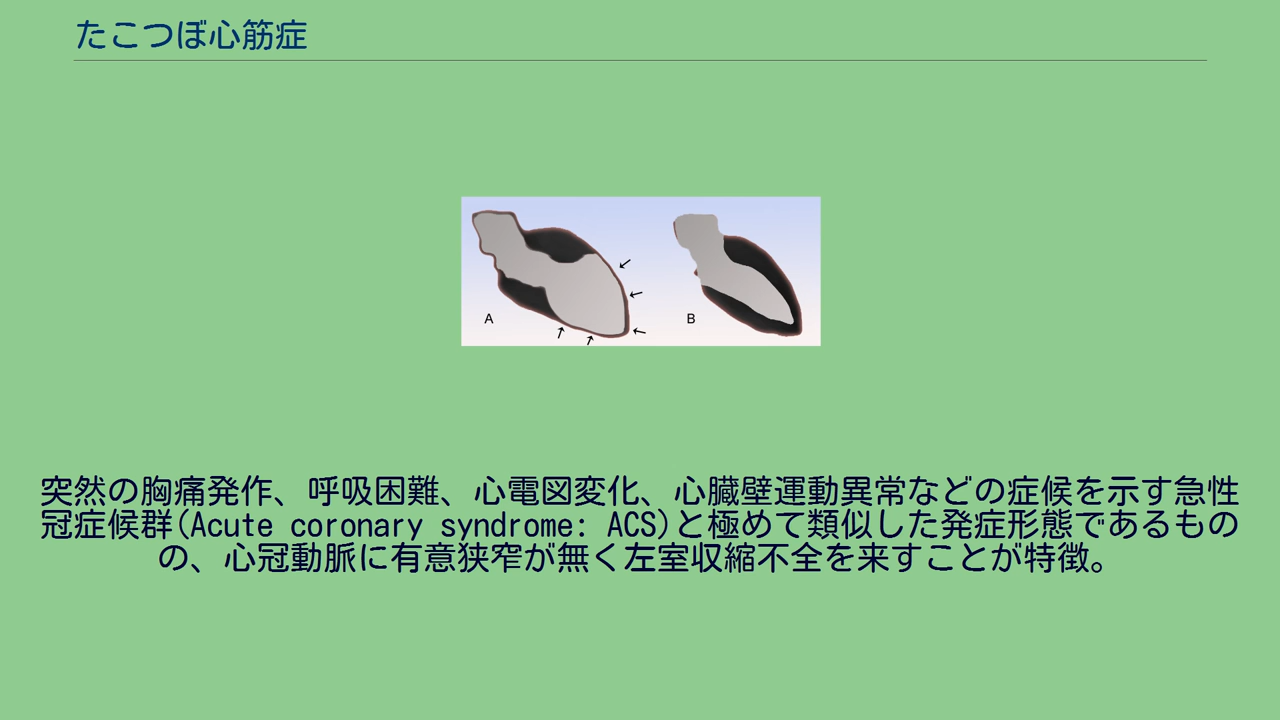 たこつぼ心筋症
A
B
突然の胸痛発作、呼吸困難、心電図変化、心臓壁運動異常などの症候を示す急性
冠症候群(Acute coronary syndrome: ACS)と極めて類似した発症形態であるもの
の、心冠動脈に有意狭窄が無く左室収縮不全を来すことが特徴。